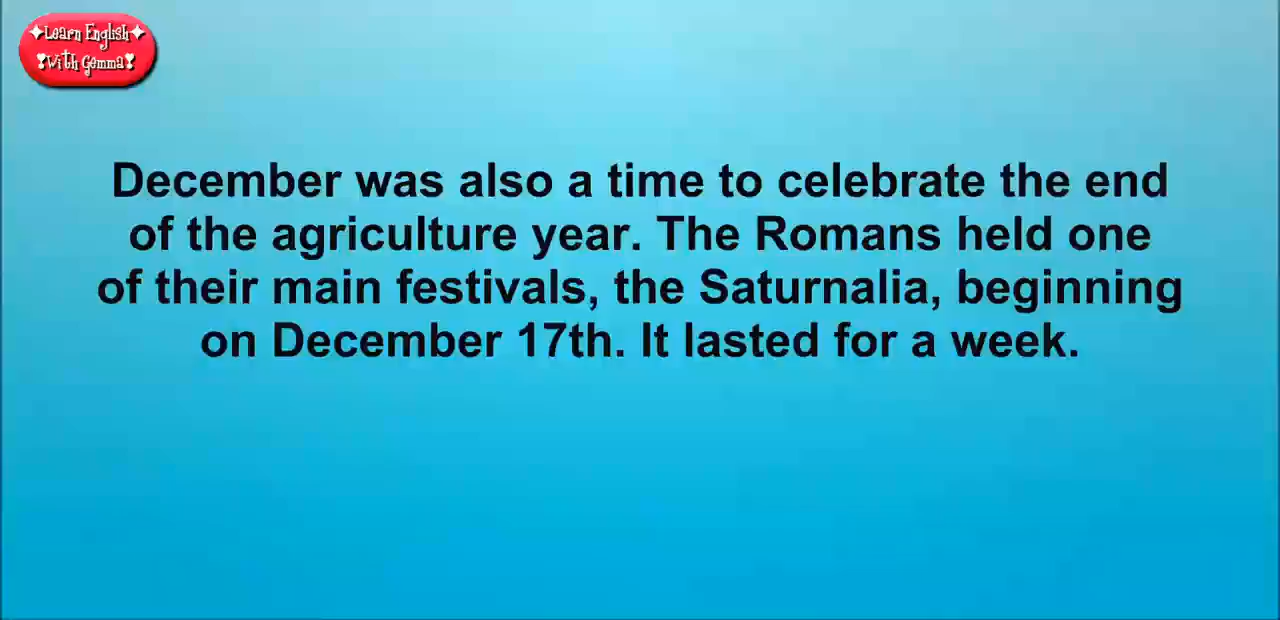 ✦Learn English✦
❣With Gemma❣
December was also a time to celebrate the end
of the agriculture year. The Romans held one
of their main festivals, the Saturnalia, beginning
on December 17th. It lasted for a week.